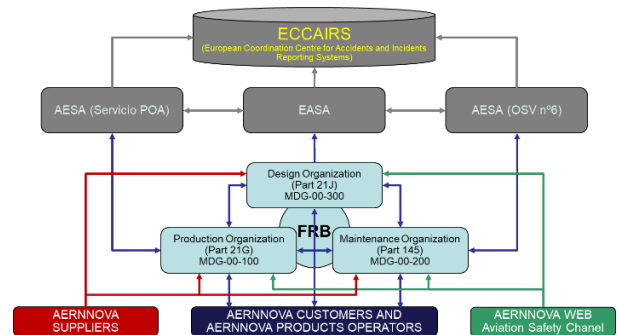 ECCAIRS
(European Coordination Centre for Accidents and Incidents
Reporting Systems)
AESA (Servicio POA)
EASA
AESA (OSV nº6)
Design Organization
(Part 21J)
MDG-00-300
FRB
Production Organization
(Part 21G)
MDG-00-100
Maintenance Organization
(Part 145)
MDG-00-200
AERNNOVA
SUPPLIERS
AERNNOVA CUSTOMERS AND
AERNNOVA PRODUCTS OPERATORS
AERNNOVA WEB
Aviation Safety Chanel